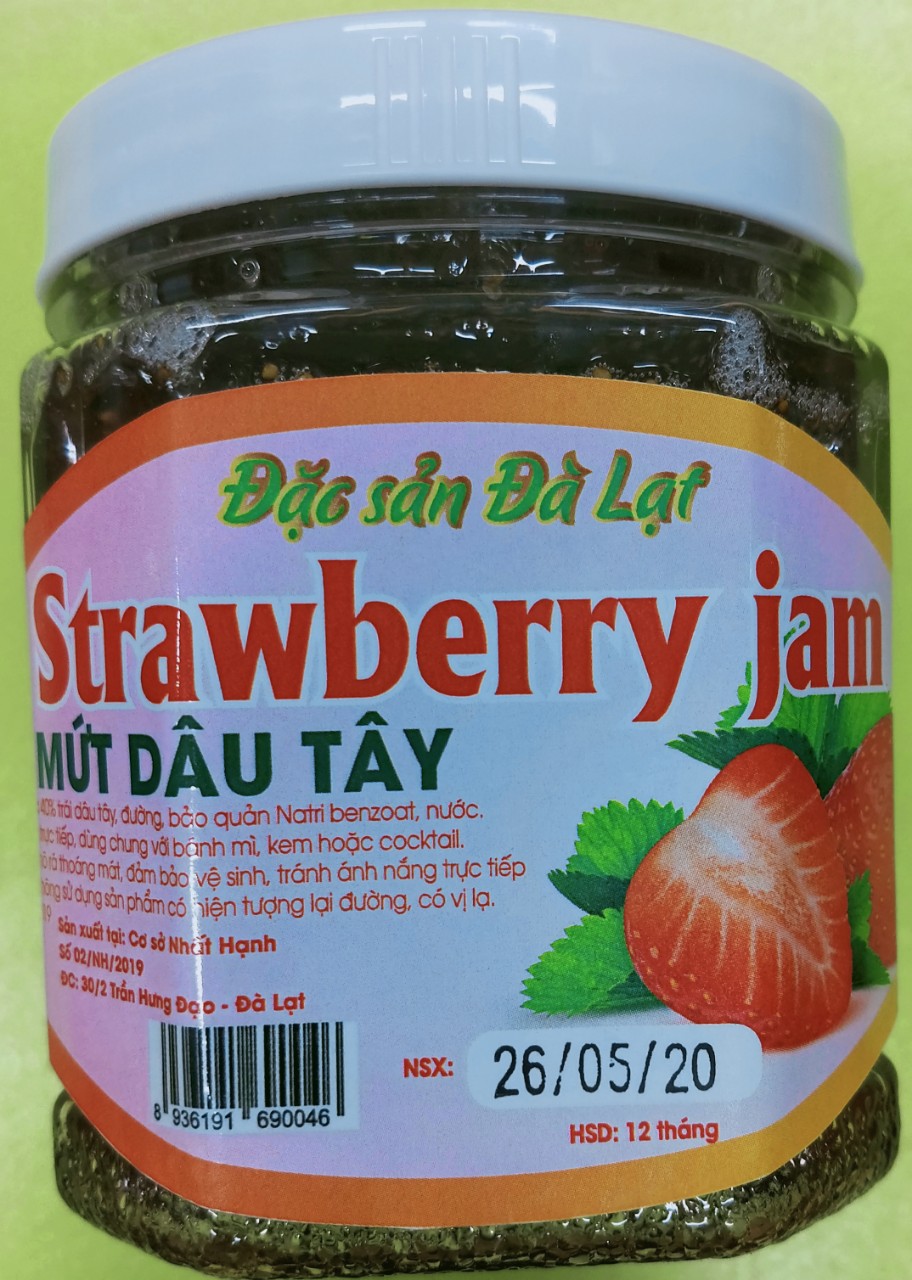 Đặc sản Đà Lạt
Strawberry jam
MỨT DÂU TÂY
40% trái dâu tây, đường, bảo quản Natri benzoat, nước.
tiếp, dùng chung với bánh mì, kem hoặc cocktail.
thoáng mát, đảm bảo vệ sinh, tránh ánh nắng trực tiếp
sử dụng sản phẩm có hiện tượng lại đường, có vị lạ.
Sản xuất tại: Cơ sở Nhất Hạnh
Số 02/NH/2019
ĐC: 30/2 Trần Hưng Đạo - Đà Lạt
8 936191 690046
NSX: 26/05/20
HSD: 12 tháng